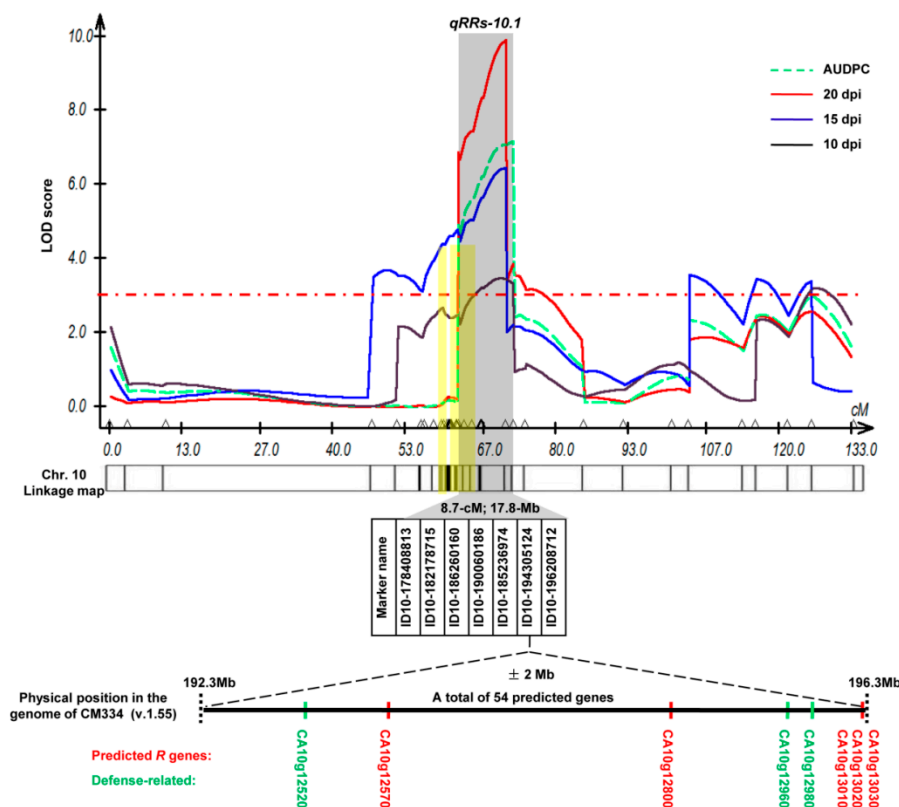 qRRs-10.1
10.0
8.0
6.0
4.0
2.0
0.0
LOD score
AUDPC
20 dpi
15 dpi
10 dpi
cM
0.0 13.0 27.0 40.0 53.0 67.0 80.0 93.0 107.0 120.0 133.0
Chr. 10
Linkage map
8.7-cM; 17.8-Mb
Marker name
ID10-178408813
ID10-182178715
ID10-186260160
ID10-190060186
ID10-185236974
ID10-194305124
ID10-196208712
± 2 Mb
192.3Mb
196.3Mb
Physical position in the
genome of CM334 (v.1.55)
A total of 54 predicted genes
Predicted R genes:
Defense-related:
CA10g12520
CA10g12570
CA10g12800
CA10g12960
CA10g12980
CA10g13010
CA10g13020
CA10g13030